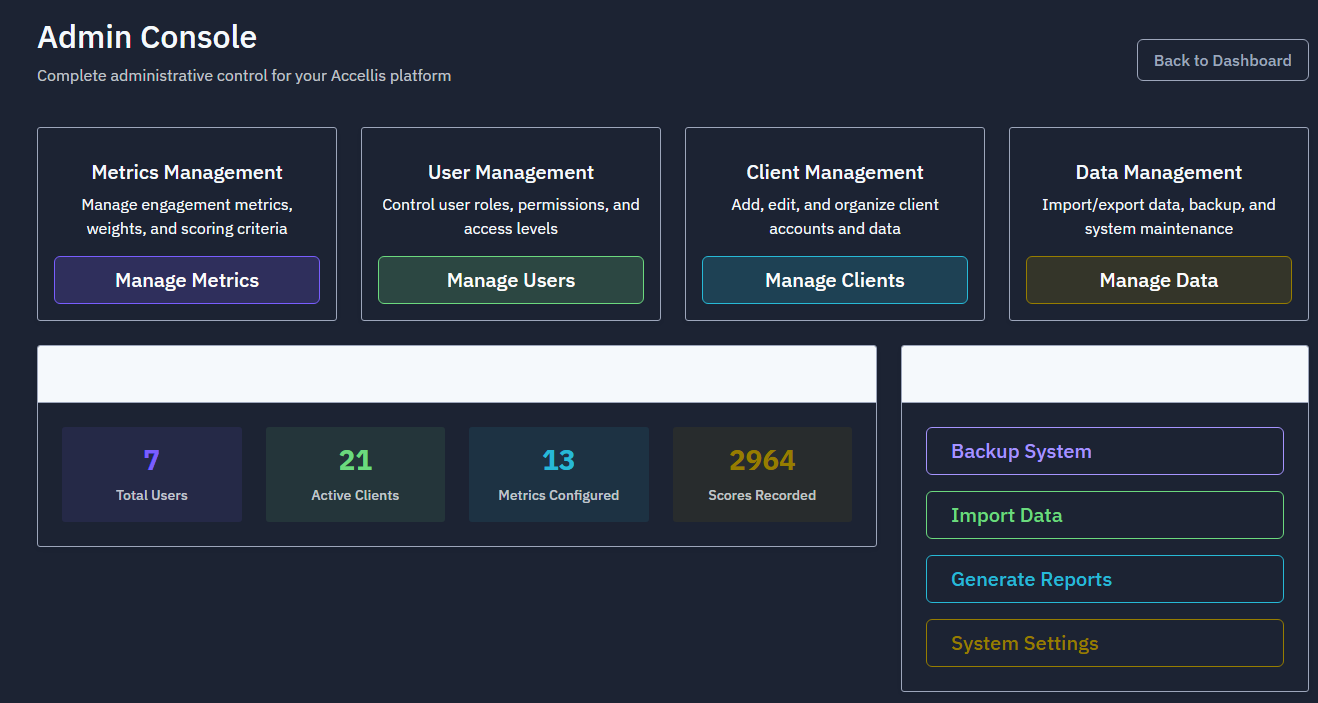 Admin Console
Complete administrative control for your Accellis platform
Back to Dashboard
Metrics Management
Manage engagement metrics,
weights, and scoring criteria
Manage Metrics
User Management
Control user roles, permissions, and
access levels
Manage Users
Client Management
Add, edit, and organize client
accounts and data
Manage Clients
Data Management
Import/export data, backup, and
system maintenance
Manage Data
7
Total Users
21
Active Clients
13
Metrics Configured
2964
Scores Recorded
Backup System
Import Data
Generate Reports
System Settings